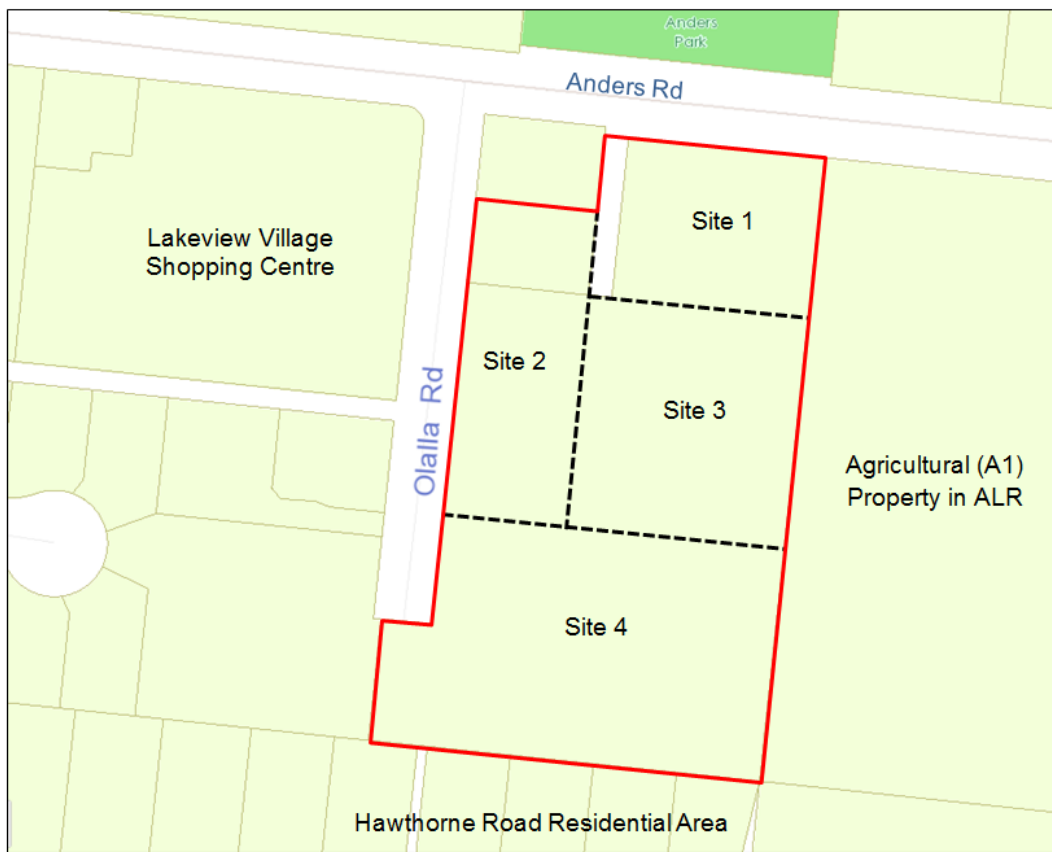 Anders
Park
Anders Rd
Site 1
Lakeview Village
Shopping Centre
Site 2
Olalla Rd
Site 3
Agricultural (A1)
Property in ALR
Site 4
Hawthorne Road Residential Area